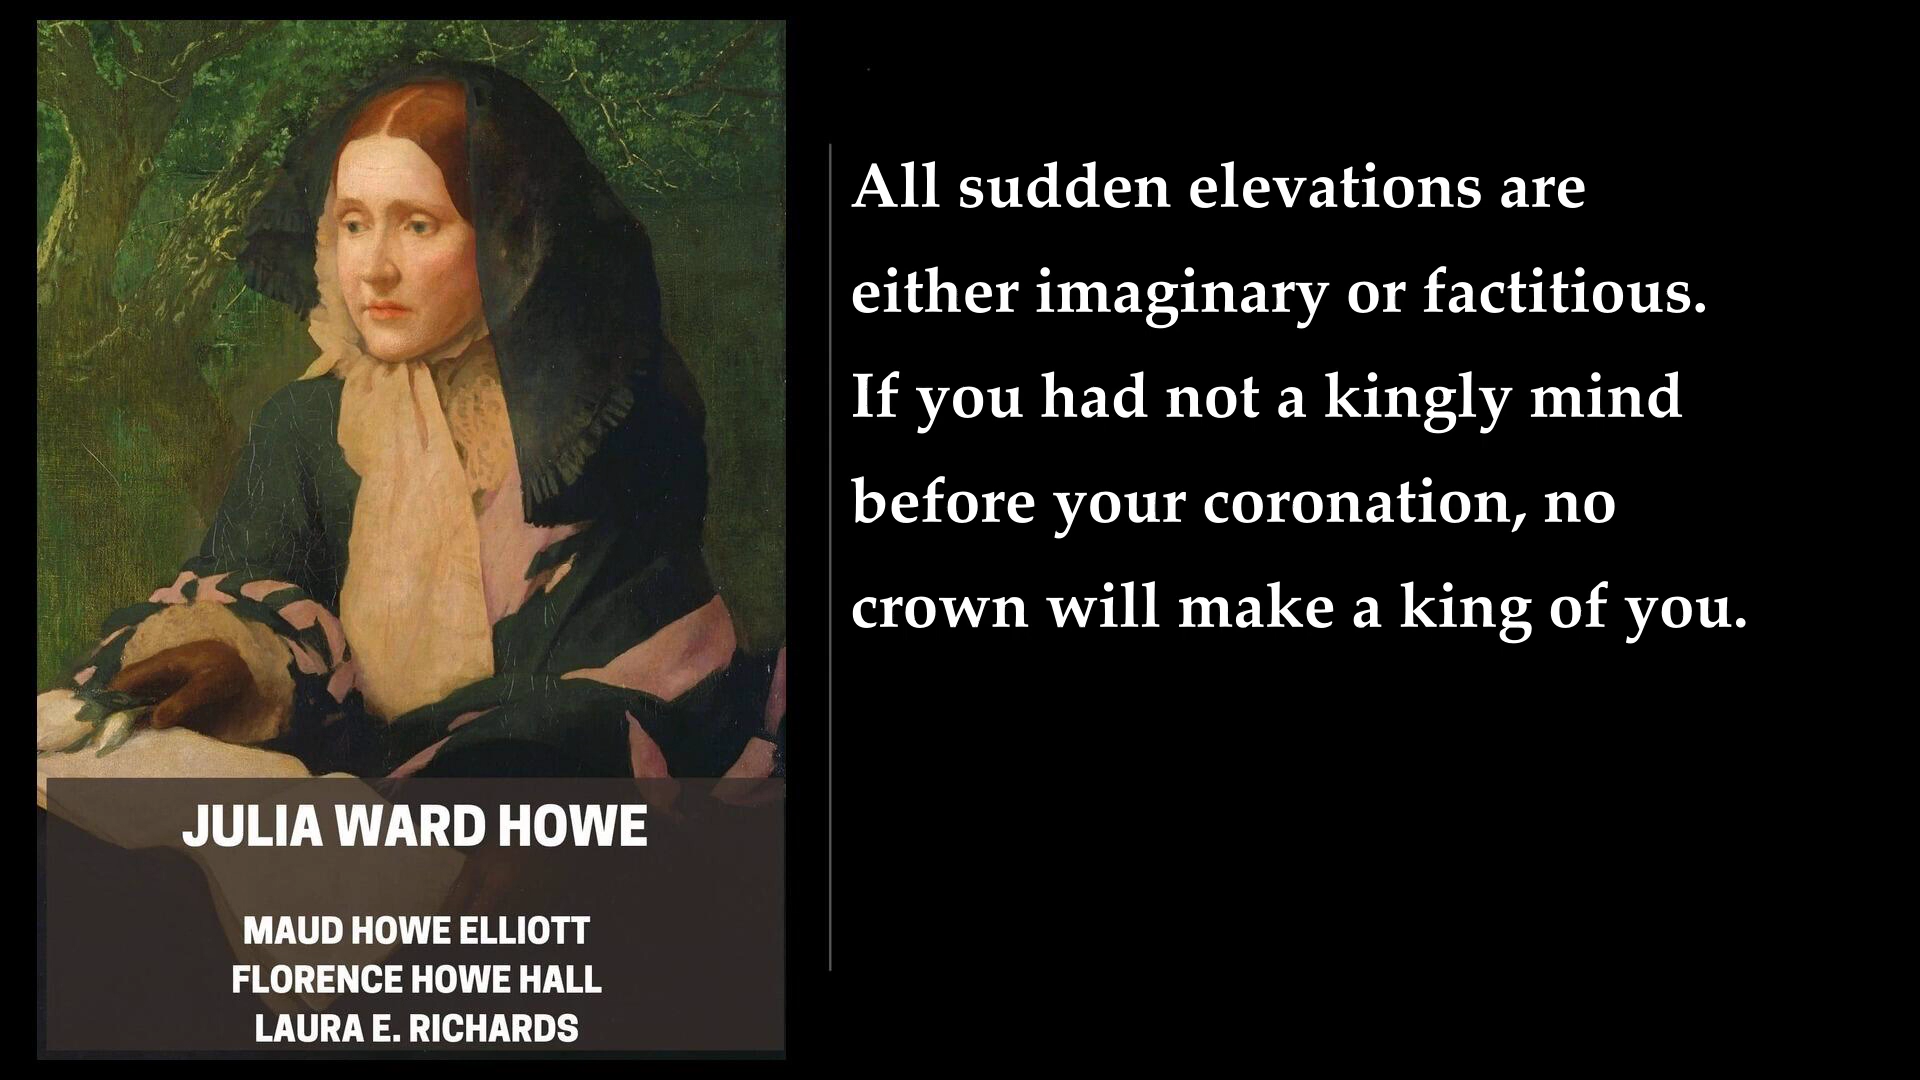 All sudden elevations are
either imaginary or factitious.
If you had not a kingly mind
before your coronation, no
crown will make a king of you.
JULIA WARD HOWE
MAUD HOWE ELLIOTT
FLORENCE HOWE HALL
LAURA E. RICHARDS